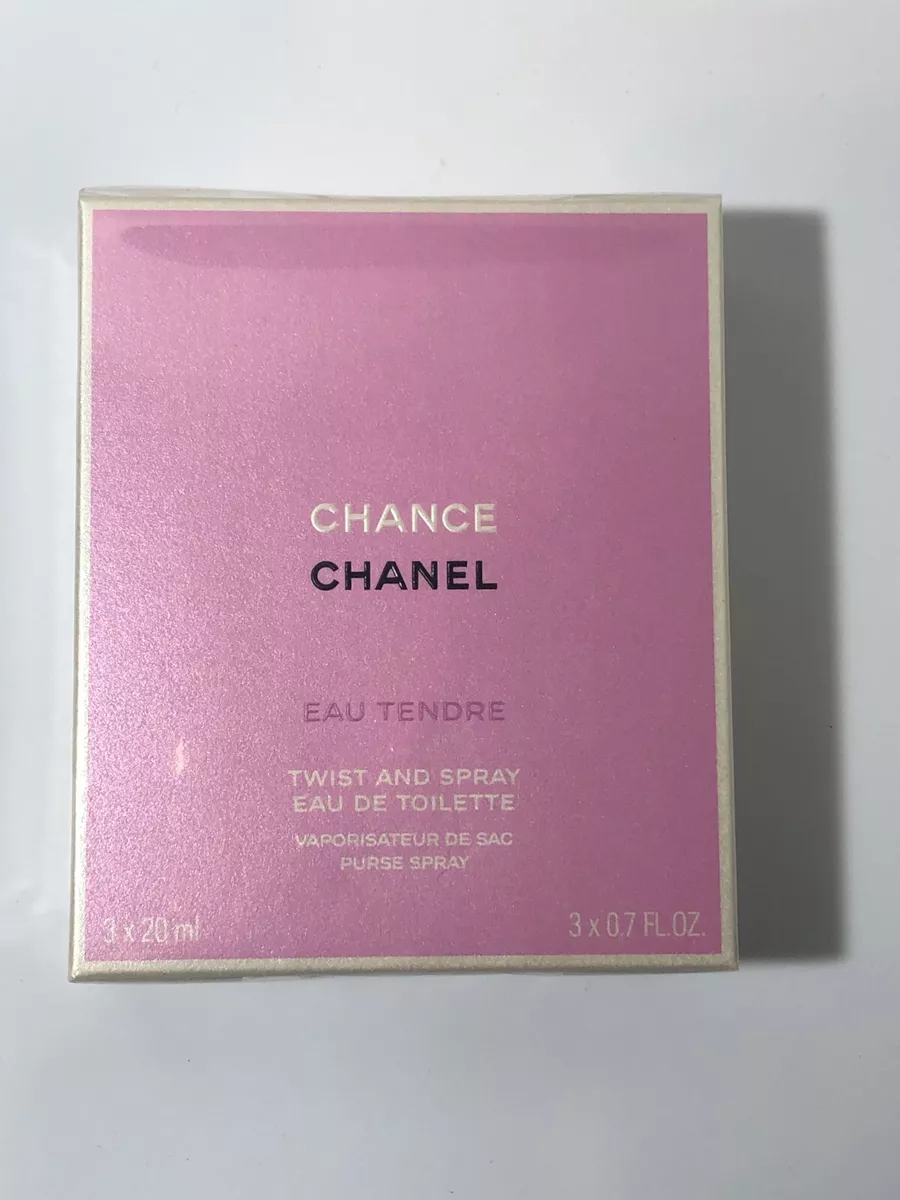 CHANCE
CHANEL
EAU TENDRE
TWIST AND SPRAY
EAU DE TOILETTE
VAPORISATEUR DE SAC
PURSE SPRAY
3 x 20 ml 3 x 0.7 FL.OZ.